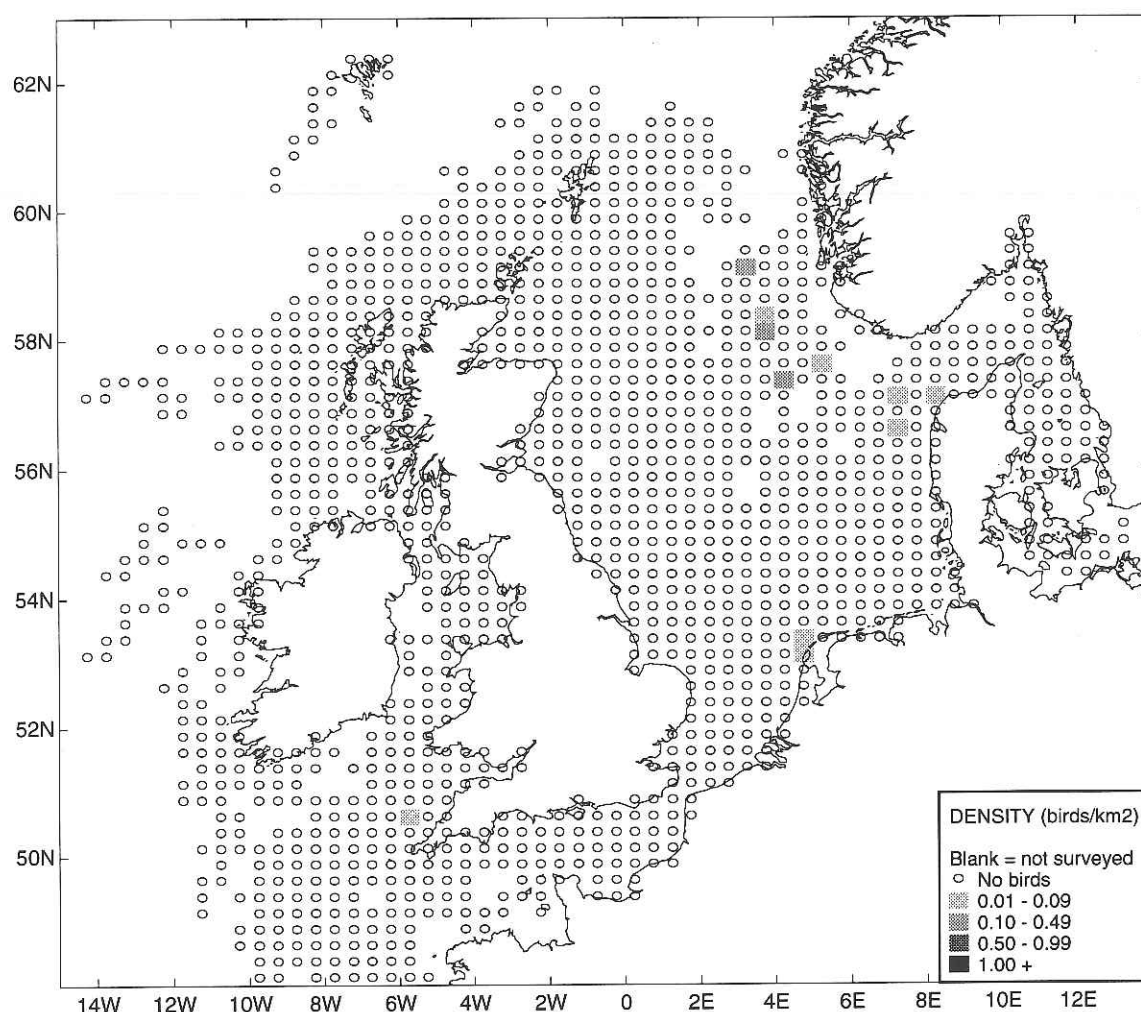 62N
60N
58N
56N
54N
52N
50N
DENSITY (birds/km2)
Blank = not surveyed
No birds
0.01 - 0.09
0.10 - 0.49
0.50 - 0.99
1.00 +
14W 12W 10W 8W 6W 4W 2W 0 2E 4E 6E 8E 10E 12E